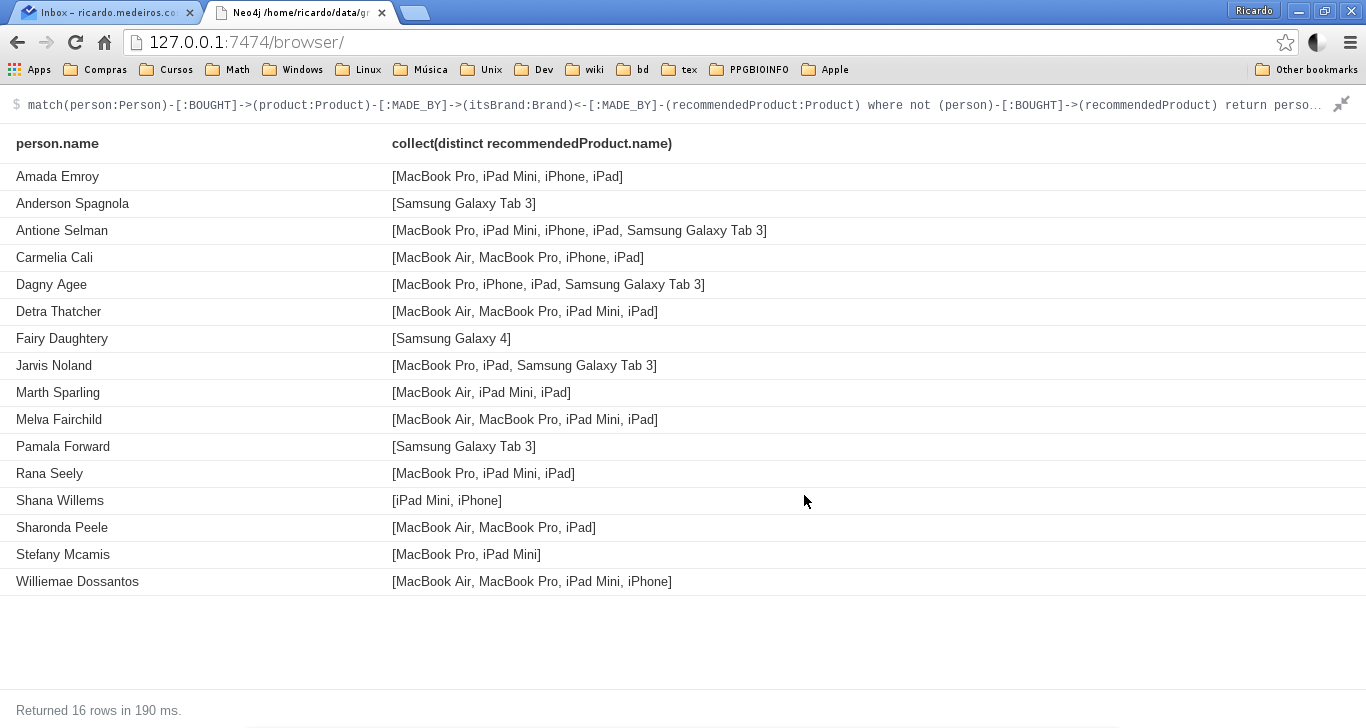 Inbox – ricardo.medeiros.co
Neo4j /home/ricardo/data/gr
Ricardo
127.0.0.1:7474/browser/
Apps Compras Cursos Math Windows Linux Música Unix Dev wiki bd tex PPGBIOINFO Apple Other bookmarks
$ match(person:Person)-[:BOUGHT]->(product:Product)-[:MADE_BY]->(itsBrand:Brand)<-[:MADE_BY]-(recommendedProduct:Product) where not (person)-[:BOUGHT]->(recommendedProduct) return perso...
person.name collect(distinct recommendedProduct.name)
Amada Emroy [MacBook Pro, iPad Mini, iPhone, iPad]
Anderson Spagnola [Samsung Galaxy Tab 3]
Antione Selman [MacBook Pro, iPad Mini, iPhone, iPad, Samsung Galaxy Tab 3]
Carmelia Cali [MacBook Air, MacBook Pro, iPhone, iPad]
Dagny Agee [MacBook Pro, iPhone, iPad, Samsung Galaxy Tab 3]
Detra Thatcher [MacBook Air, MacBook Pro, iPad Mini, iPad]
Fairy Daughtery [Samsung Galaxy 4]
Jarvis Noland [MacBook Pro, iPad, Samsung Galaxy Tab 3]
Marth Sparling [MacBook Air, iPad Mini, iPad]
Melva Fairchild [MacBook Air, MacBook Pro, iPad Mini, iPad]
Pamala Forward [Samsung Galaxy Tab 3]
Rana Seely [MacBook Pro, iPad Mini, iPad]
Shana Willems [iPad Mini, iPhone]
Sharonda Peele [MacBook Air, MacBook Pro, iPad]
Stefany Mcamis [MacBook Pro, iPad Mini]
Williemae Dossantos [MacBook Air, MacBook Pro, iPad Mini, iPhone]
Returned 16 rows in 190 ms.